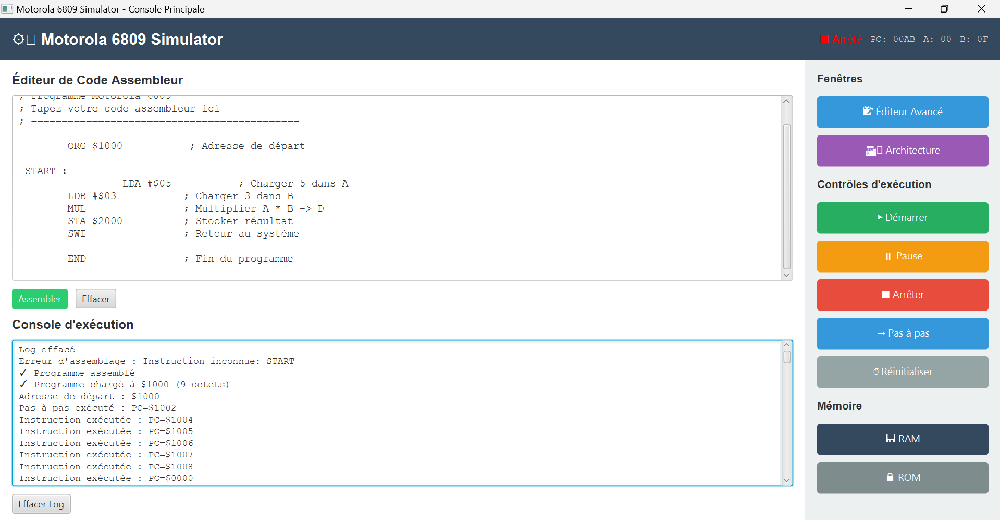 Motorola 6809 Simulator - Console Principale
Motorola 6809 Simulator
Arrêté PC: 00AB A: 00 B: 0F
Éditeur de Code Assembleur
; Programme Motorola 6809
; Tapez votre code assembleur ici
; ============================================
ORG $1000 ; Adresse de départ
START :
LDA #$05 ; Charger 5 dans A
LDB #$03 ; Charger 3 dans B
MUL ; Multiplier A * B -> D
STA $2000 ; Stocker résultat
SWI ; Retour au système
END ; Fin du programme
Assembler Effacer
Console d'exécution
Log effacé
Erreur d'assemblage : Instruction inconnue: START
✓ Programme assemblé
✓ Programme chargé à $1000 (9 octets)
Adresse de départ : $1000
Pas à pas exécuté : PC=$1002
Instruction exécutée : PC=$1004
Instruction exécutée : PC=$1005
Instruction exécutée : PC=$1006
Instruction exécutée : PC=$1007
Instruction exécutée : PC=$1008
Instruction exécutée : PC=$0000
Effacer Log
Fenêtres
Éditeur Avancé
Architecture
Contrôles d'exécution
Démarrer
Pause
Arrêter
→ Pas à pas
Réinitialiser
Mémoire
RAM
ROM